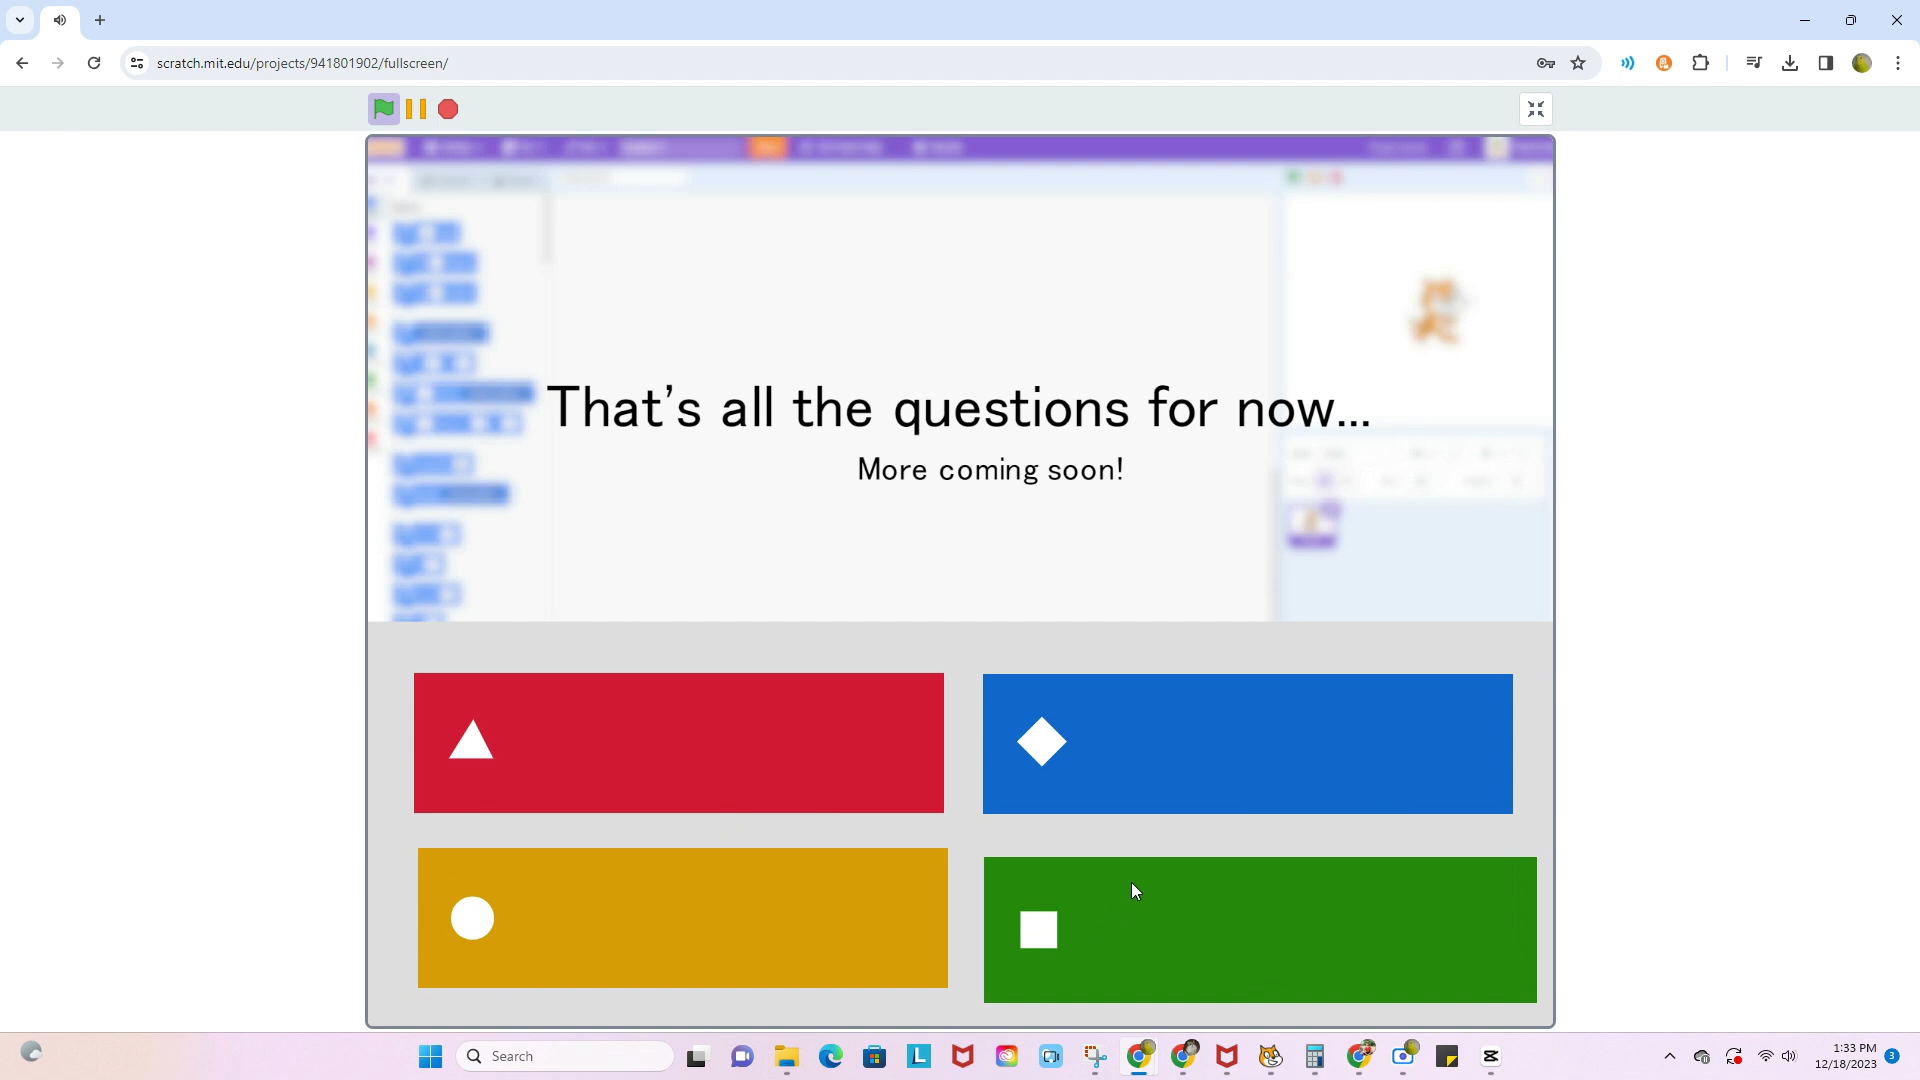 scratch.mit.edu/projects/941801902/fullscreen/
That's all the questions for now...
More coming soon!
Search
L
1:33 PM
12/18/2023
3